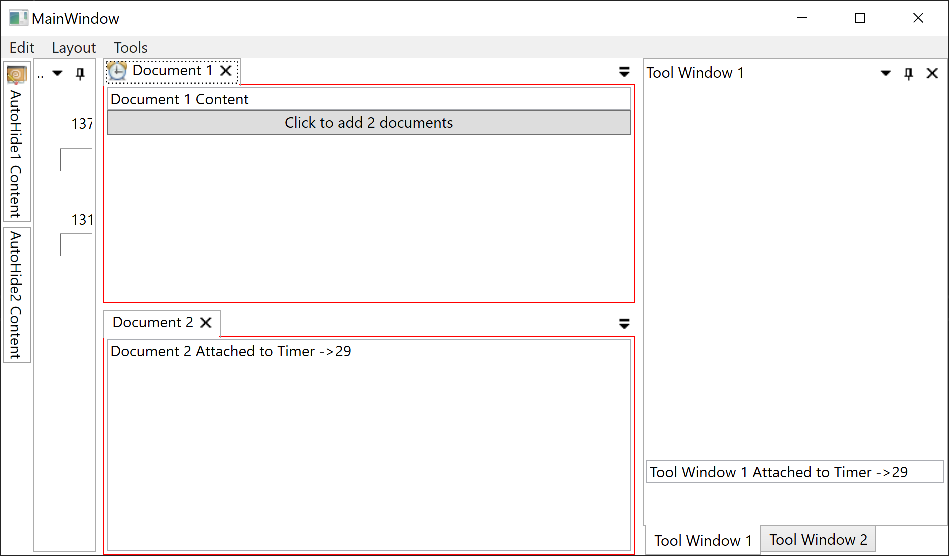 MainWindow
Edit Layout Tools
AutoHide1 Content
AutoHide2 Content
..
137
131
Document 1
Document 1 Content
Click to add 2 documents
Document 2
Document 2 Attached to Timer ->29
Tool Window 1
Tool Window 1 Attached to Timer ->29
Tool Window 1
Tool Window 2